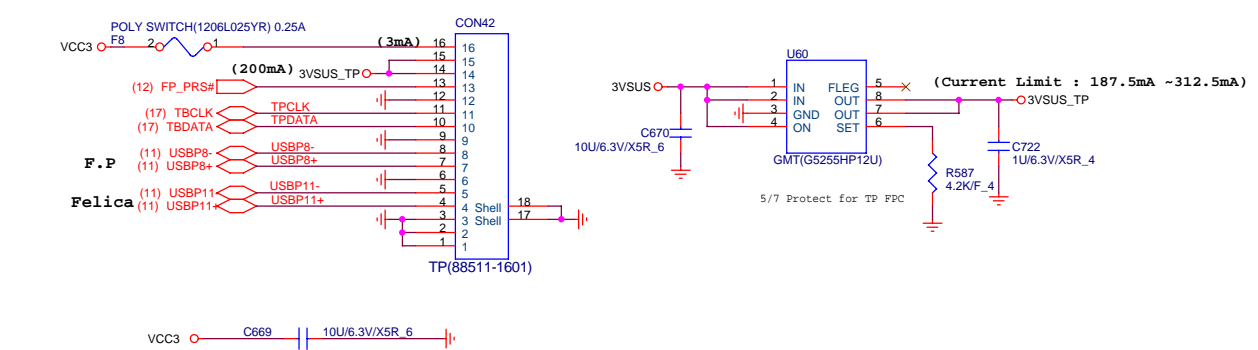 POLY SWITCH(1206L025YR) 0.25A
CON42
VCC3 F8 2 1 (3mA) 16 16
15 15
(200mA) 3VSUS_TP 14 14
(12) FP_PRS# 13 13
12 12
(17) TBCLK TPCLK 11 11
(17) TBDATA TPDATA 10 10
9 9
F.P (11) USBP8- USBP8- 8 8
(11) USBP8+ USBP8+ 7 7
6 6
Felica (11) USBP11- USBP11- 5 5
(11) USBP11+ USBP11+ 4 4 Shell 18
3 3 Shell 17
2 2
1 1
TP(88511-1601)
U60
3VSUS 1 IN FLEG 5 (Current Limit : 187.5mA ~312.5mA)
2 IN OUT 8 3VSUS_TP
3 GND OUT 7
4 ON SET 6
C670
10U/6.3V/X5R_6
GMT(G5255HP12U)
C722
1U/6.3V/X5R_4
R587
4.2K/F_4
5/7 Protect for TP FPC
VCC3 C669 10U/6.3V/X5R_6